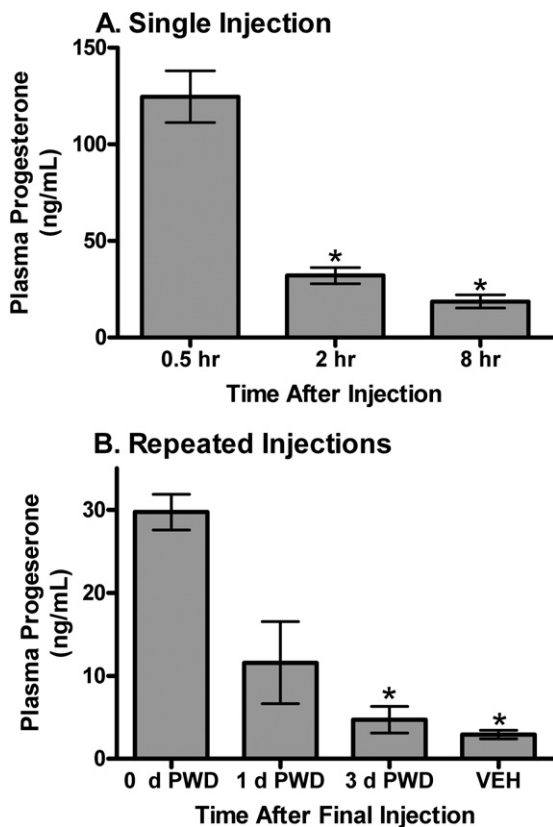 A. Single Injection
150
100
50
0
Plasma Progesterone
(ng/mL)
*
*
0.5 hr 2 hr 8 hr
Time After Injection
B. Repeated Injections
30
20
10
0
Plasma Progeserone
(ng/mL)
*
*
0 d PWD 1 d PWD 3 d PWD VEH
Time After Final Injection